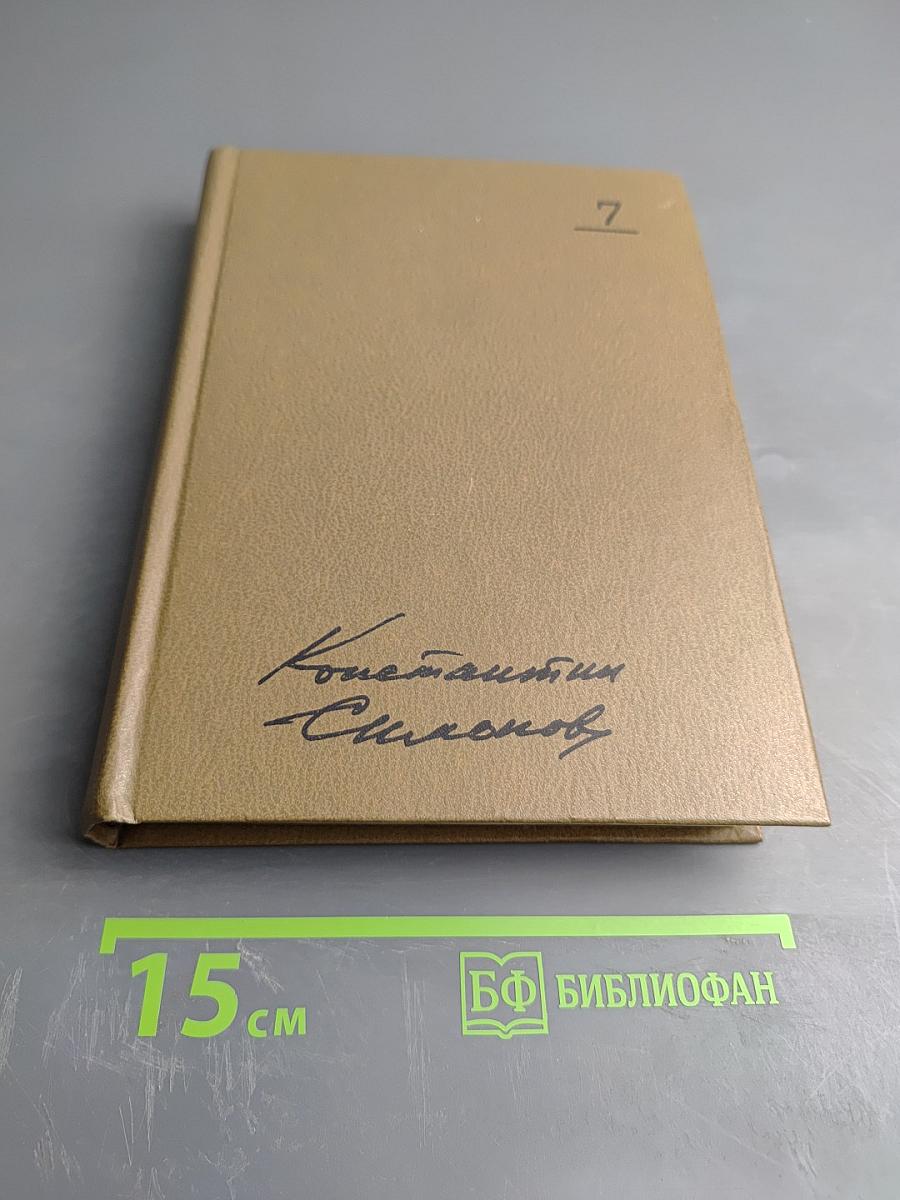 7
Константин
Симонов
15 см
БФ БИБЛИОФАН